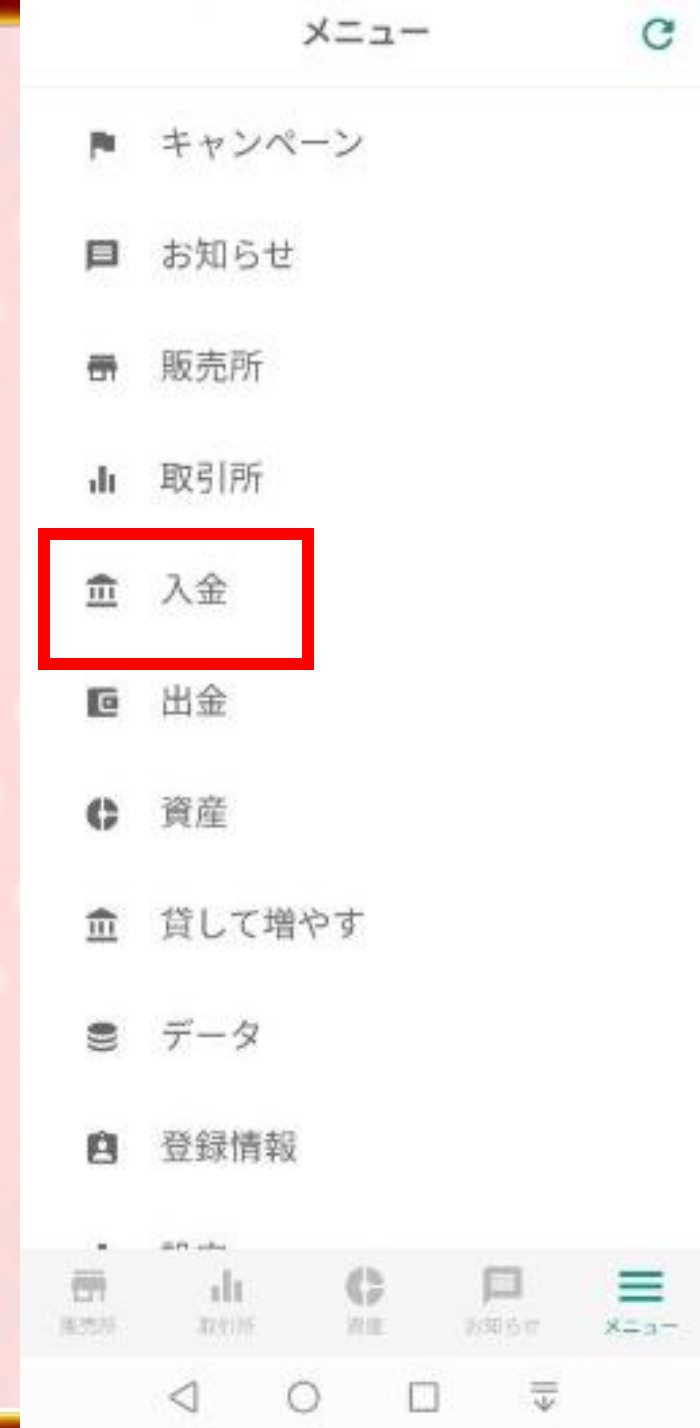 メニュー
キャンペーン
お知らせ
販売所
取引所
入金
出金
資産
貸して増やす
データ
登録情報
販売所
取引所
資産
お知らせ
メニュー